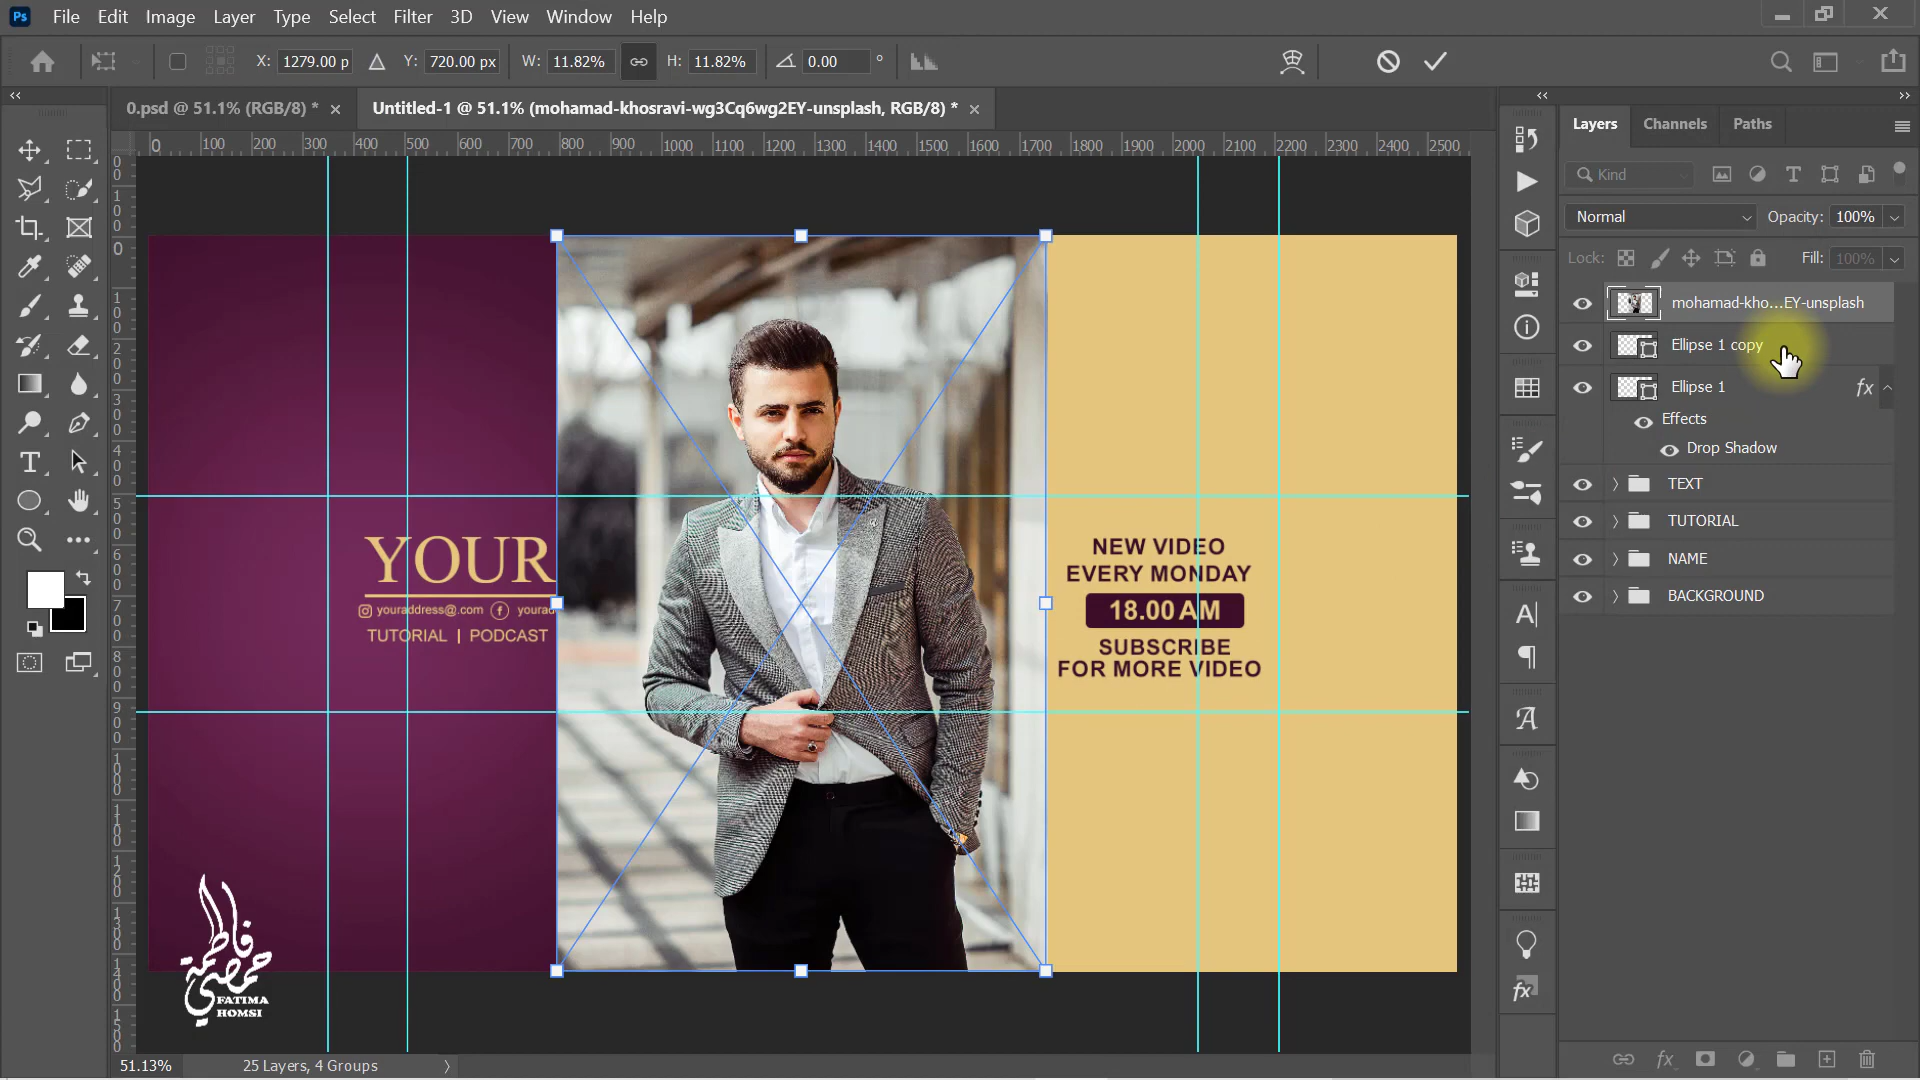 Ps File Edit Image Layer Type Select Filter 3D View Window Help
X: 1279.00 p Y: 720.00 px W: 11.82% H: 11.82% 0.00 °
0.psd @ 51.1% (RGB/8) *
Untitled-1 @ 51.1% (mohamad-khosravi-wg3Cq6wg2EY-unsplash, RGB/8) *
0 100 200 300 400 500 600 700 800 900 1000 1100 1200 1300 1400 1500 1600 1700 1800 1900 2000 2100 2200 2300 2400 2500
Layers Channels Paths
Kind
Normal
Opacity: 100%
Lock:
Fill: 100%
mohamad-kho...EY-unsplash
Ellipse 1 copy
Ellipse 1 fx
Effects
Drop Shadow
TEXT
TUTORIAL
NAME
BACKGROUND
YOUR
youraddress@.com yourad
TUTORIAL | PODCAST
NEW VIDEO
EVERY MONDAY
18.00 AM
SUBSCRIBE
FOR MORE VIDEO
فاطمة
حمصي
FATIMA
HOMSI
51.13% 25 Layers, 4 Groups